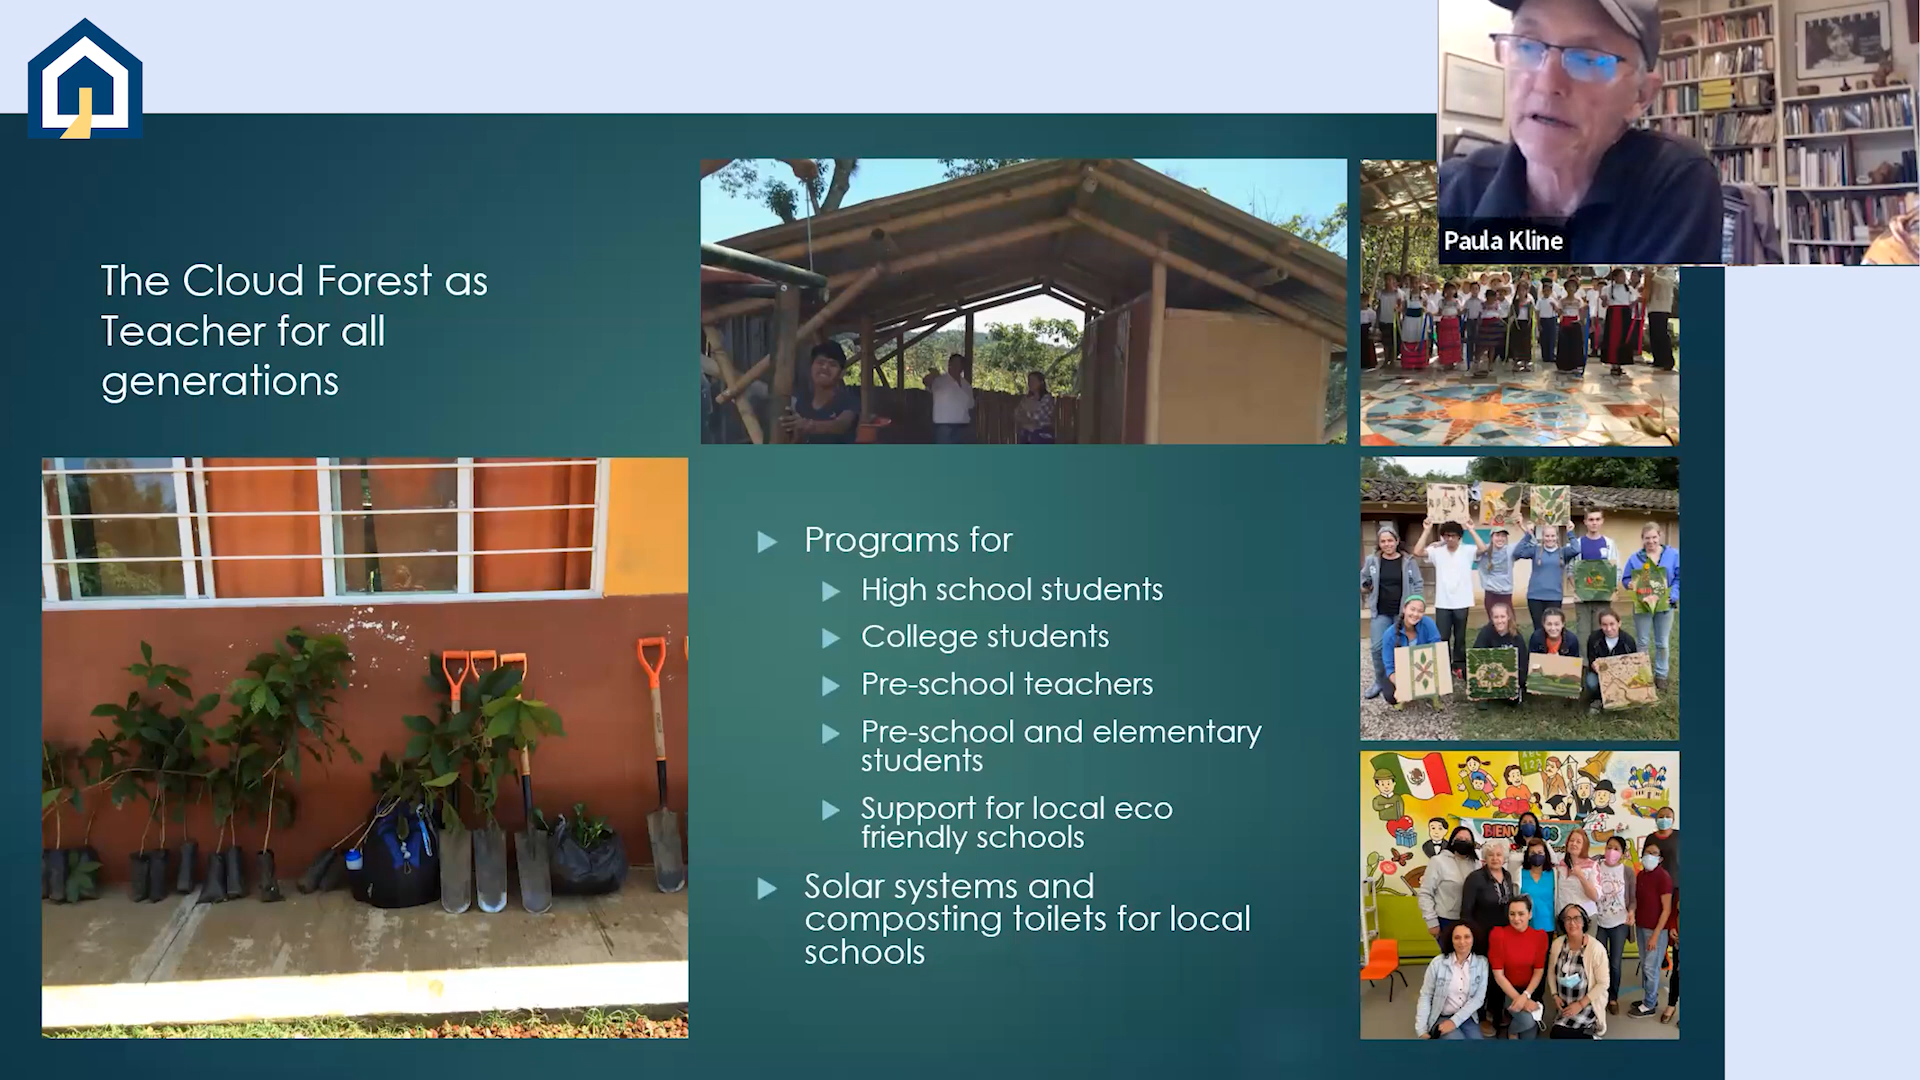 Paula Kline
The Cloud Forest as
Teacher for all
generations
Programs for
High school students
College students
Pre-school teachers
Pre-school and elementary
students
Support for local eco
friendly schools
Solar systems and
composting toilets for local
schools